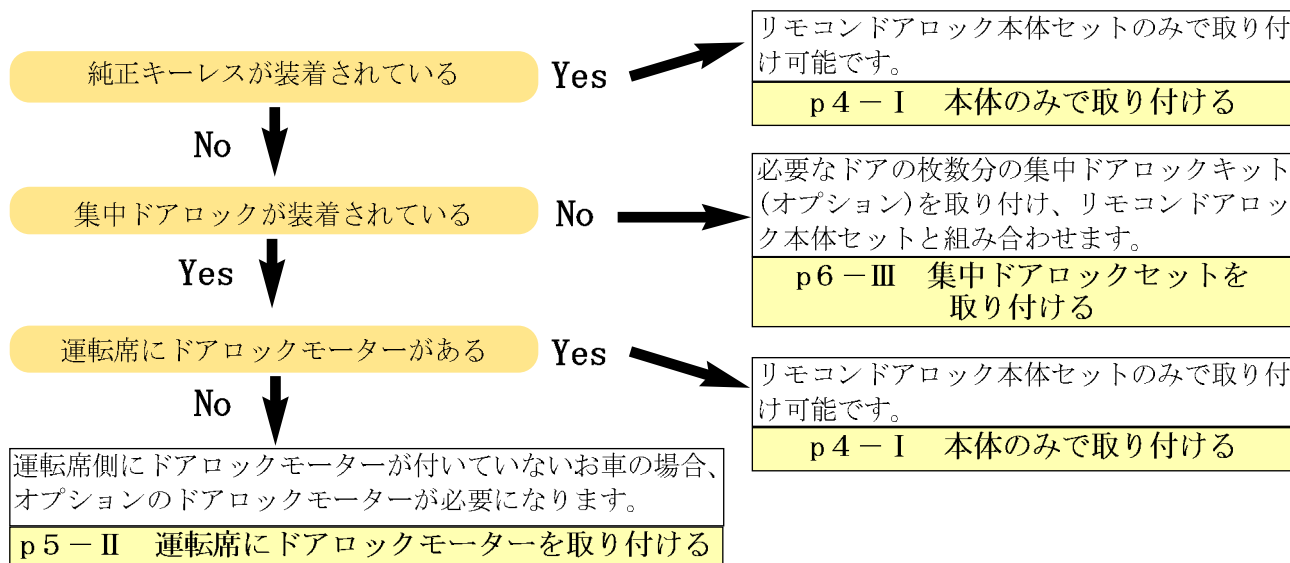 純正キーレスが装着されている
Yes
リモコンドアロック本体セットのみで取り付
け可能です。
p4－Ⅰ　本体のみで取り付ける
No
集中ドアロックが装着されている
No
必要なドアの枚数分の集中ドアロックキット
(オプション)を取り付け、リモコンドアロッ
ク本体セットと組み合わせます。
p6－Ⅲ　集中ドアロックセットを
取り付ける
Yes
運転席にドアロックモーターがある
Yes
リモコンドアロック本体セットのみで取り付
け可能です。
p4－Ⅰ　本体のみで取り付ける
No
運転席側にドアロックモーターが付いていないお車の場合、
オプションのドアロックモーターが必要になります。
p5－Ⅱ　運転席にドアロックモーターを取り付ける